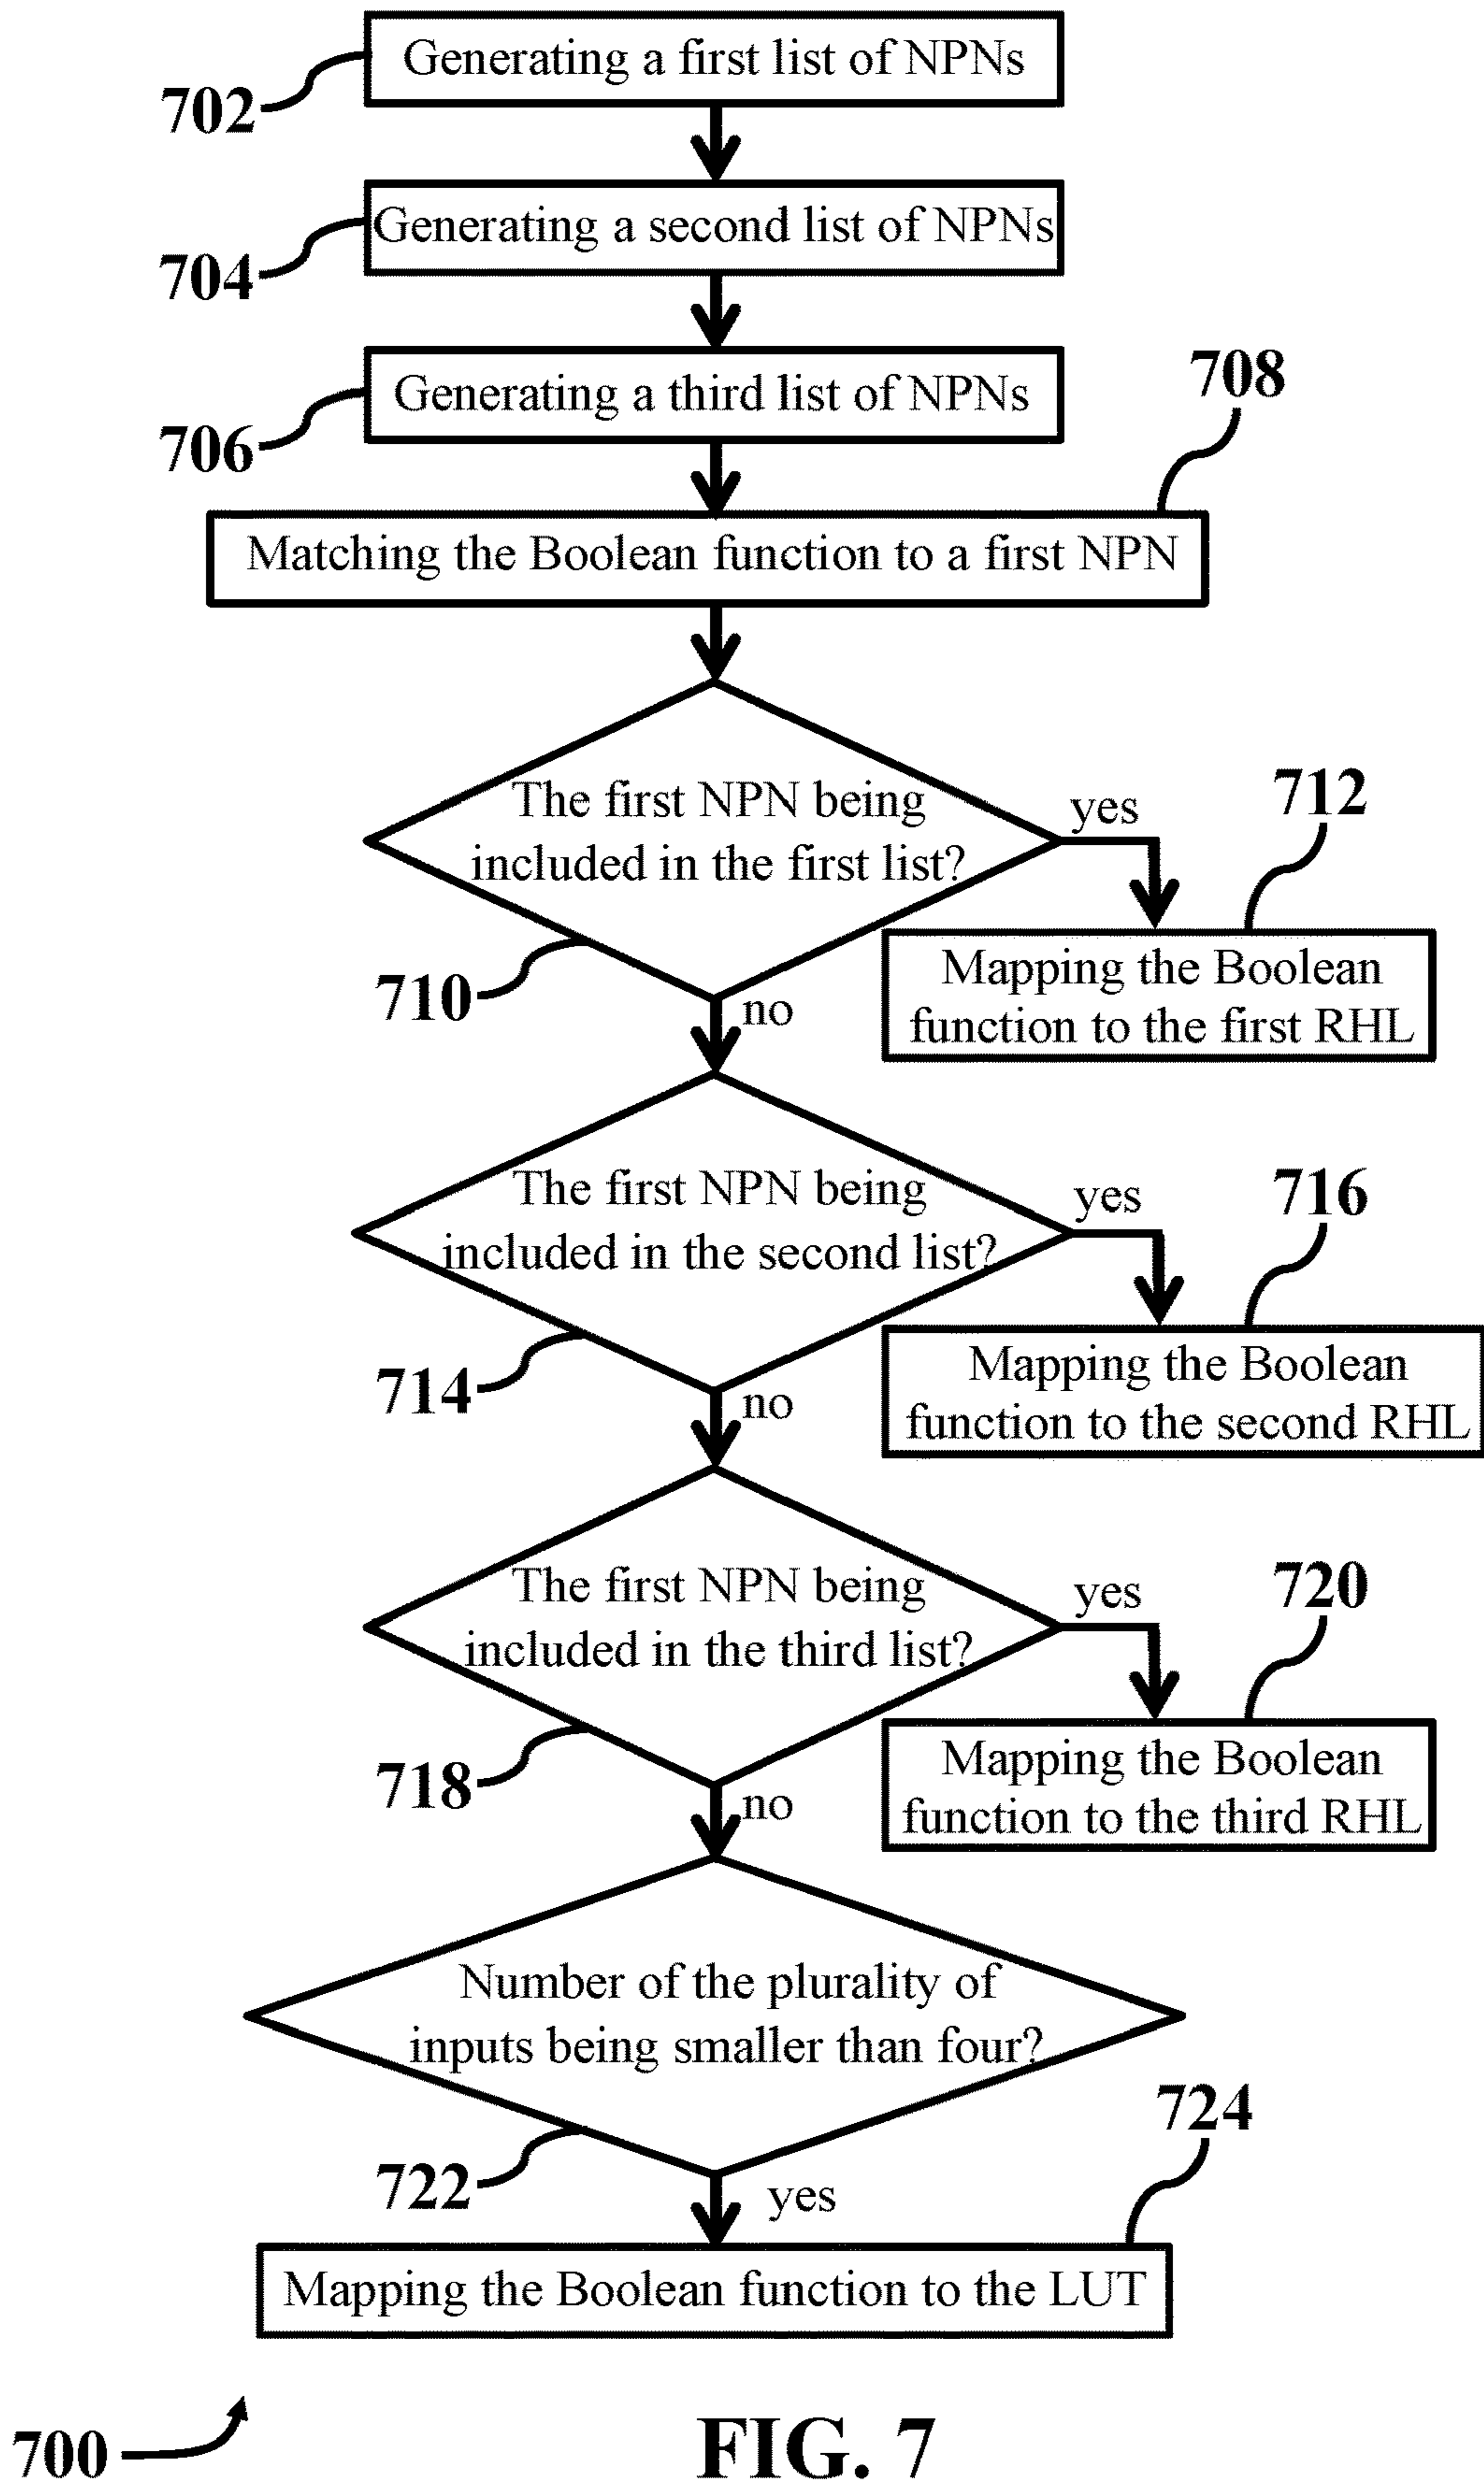 Generating a first list of NPNs
702
Generating a second list of NPNs
704
Generating a third list of NPNs
706
708
Matching the Boolean function to a first NPN
The first NPN being
included in the first list?
yes
712
710
no
Mapping the Boolean
function to the first RHL
The first NPN being
included in the second list?
yes
716
714
no
Mapping the Boolean
function to the second RHL
The first NPN being
included in the third list?
yes
720
718
no
Mapping the Boolean
function to the third RHL
Number of the plurality of
inputs being smaller than four?
722
yes
724
Mapping the Boolean function to the LUT
700
FIG. 7